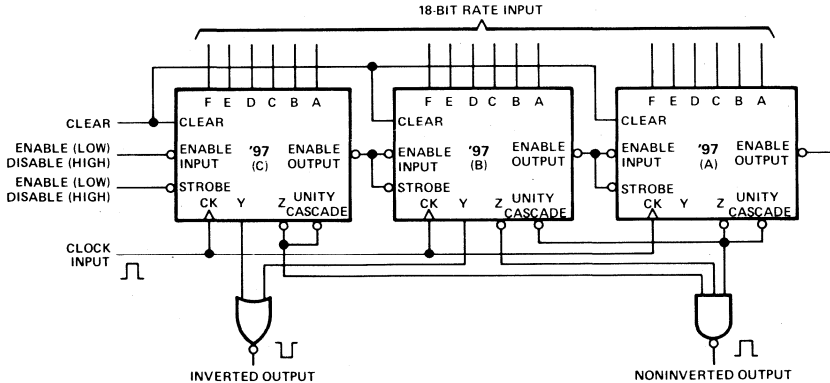 18-BIT RATE INPUT
F E D C B A
F E D C B A
F E D C B A
CLEAR
CLEAR
CLEAR
CLEAR
ENABLE (LOW)
DISABLE (HIGH)
ENABLE
INPUT
'97
(C)
ENABLE
OUTPUT
ENABLE
INPUT
'97
(B)
ENABLE
OUTPUT
ENABLE
INPUT
'97
(A)
ENABLE
OUTPUT
ENABLE (LOW)
DISABLE (HIGH)
STROBE
STROBE
STROBE
CK Y Z UNITY
CASCADE
CK Y Z UNITY
CASCADE
CK Y Z UNITY
CASCADE
CLOCK
INPUT
INVERTED OUTPUT
NONINVERTED OUTPUT